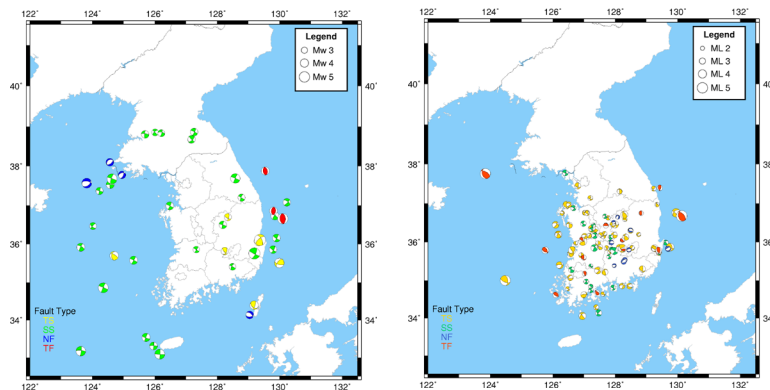 122˚ 124˚ 126˚ 128˚ 130˚ 132˚
Legend
Mw 3
Mw 4
Mw 5
40˚
38˚
36˚
34˚
Fault Type
SS
NF
TF
122˚ 124˚ 126˚ 128˚ 130˚ 132˚
122˚ 124˚ 126˚ 128˚ 130˚ 132˚
Legend
ML 2
ML 3
ML 4
ML 5
40˚
38˚
36˚
34˚
Fault Type
SS
NF
TF
122˚ 124˚ 126˚ 128˚ 130˚ 132˚